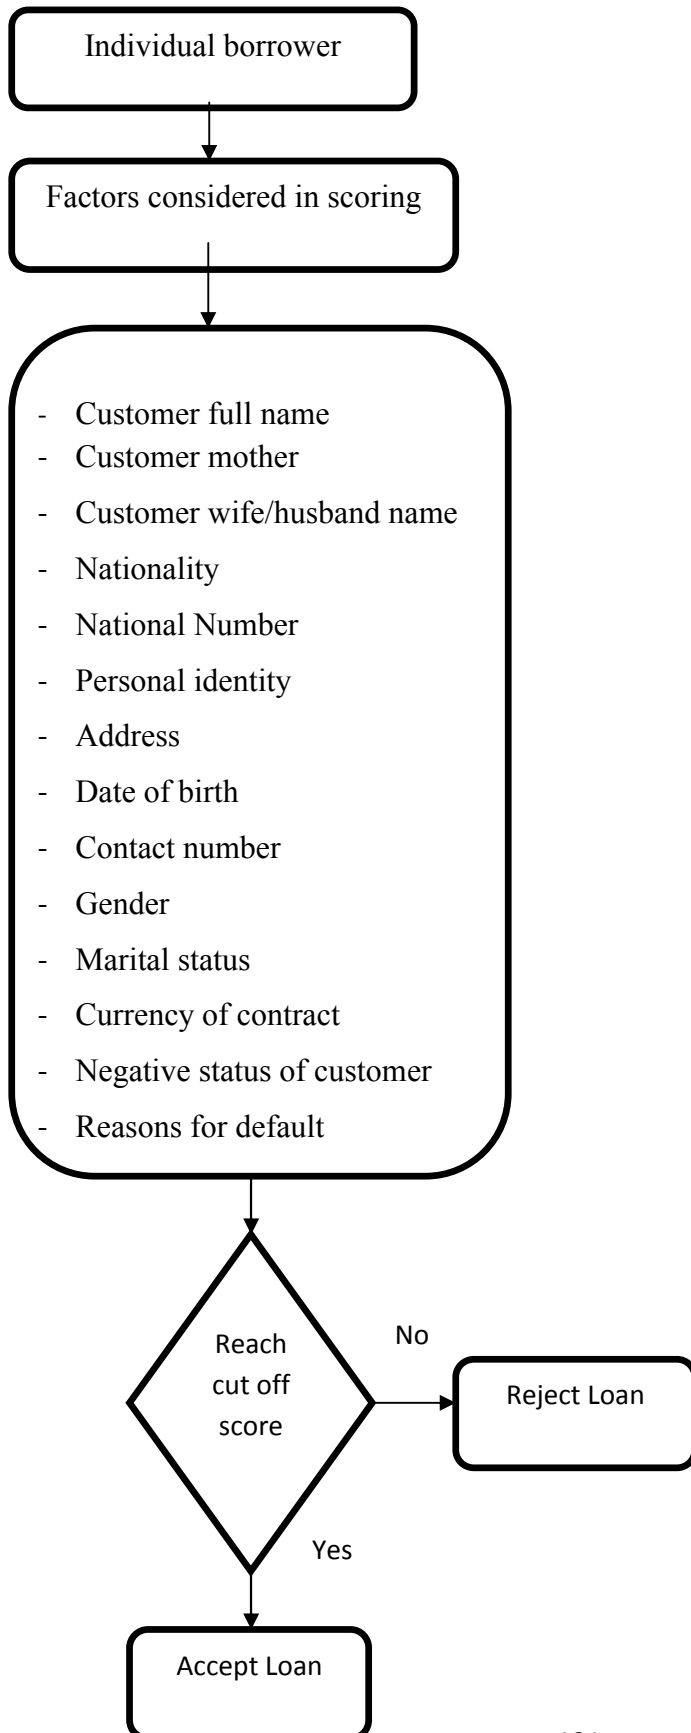 Individual borrower
Factors considered in scoring
- Customer full name
- Customer mother
- Customer wife/husband name
- Nationality
- National Number
- Personal identity
- Address
- Date of birth
- Contact number
- Gender
- Marital status
- Currency of contract
- Negative status of customer
- Reasons for default
Reach
cut off
score
No
Reject Loan
Yes
Accept Loan